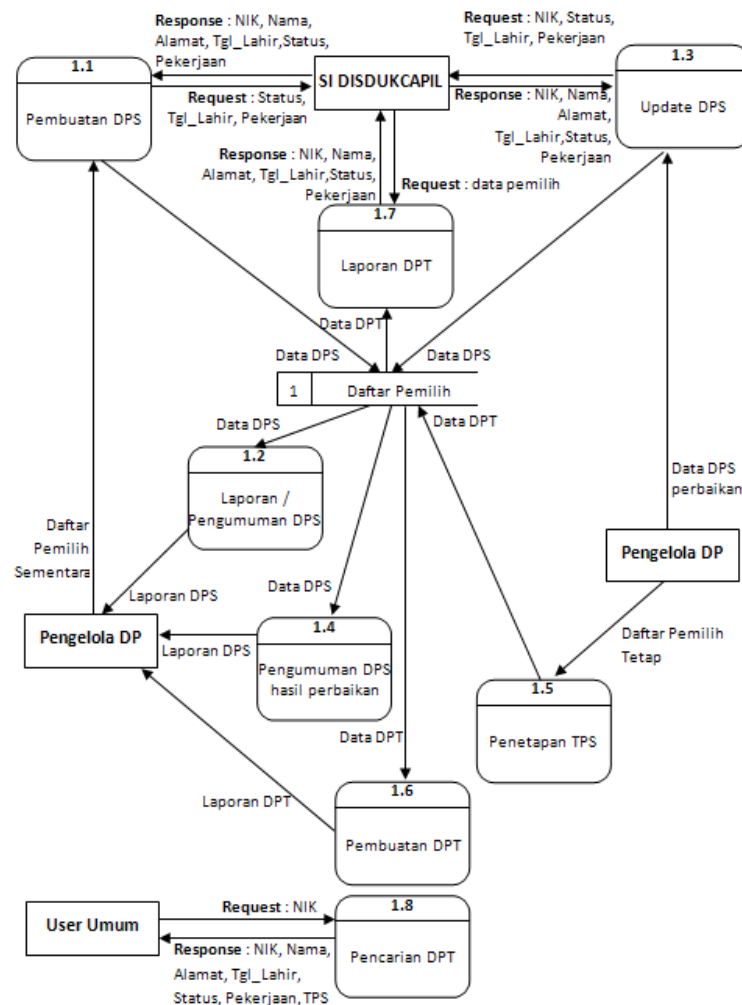 Response : NIK, Nama,
Alamat, Tgl_Lahir,Status,
Pekerjaan
Request : NIK, Status,
Tgl_Lahir, Pekerjaan
1.1
Pembuatan DPS
SI DISDUKCAPIL
1.3
Update DPS
Request : Status,
Tgl_Lahir, Pekerjaan
Response : NIK, Nama,
Alamat,
Tgl_Lahir,Status,
Pekerjaan
Response : NIK, Nama,
Alamat, Tgl_Lahir,Status,
Pekerjaan
Request : data pemilih
1.7
Laporan DPT
Data DPT
Data DPS
Data DPS
1
Daftar Pemilih
Data DPS
Data DPT
1.2
Laporan /
Pengumuman DPS
Data DPS
perbaikan
Daftar
Pemilih
Sementara
Pengelola DP
Data DPS
Laporan DPS
Pengelola DP
Laporan DPS
1.4
Pengumuman DPS
hasil perbaikan
Daftar Pemilih
Tetap
1.5
Penetapan TPS
Data DPT
Laporan DPT
1.6
Pembuatan DPT
User Umum
Request : NIK
1.8
Pencarian DPT
Response : NIK, Nama,
Alamat, Tgl_Lahir,
Status, Pekerjaan, TPS